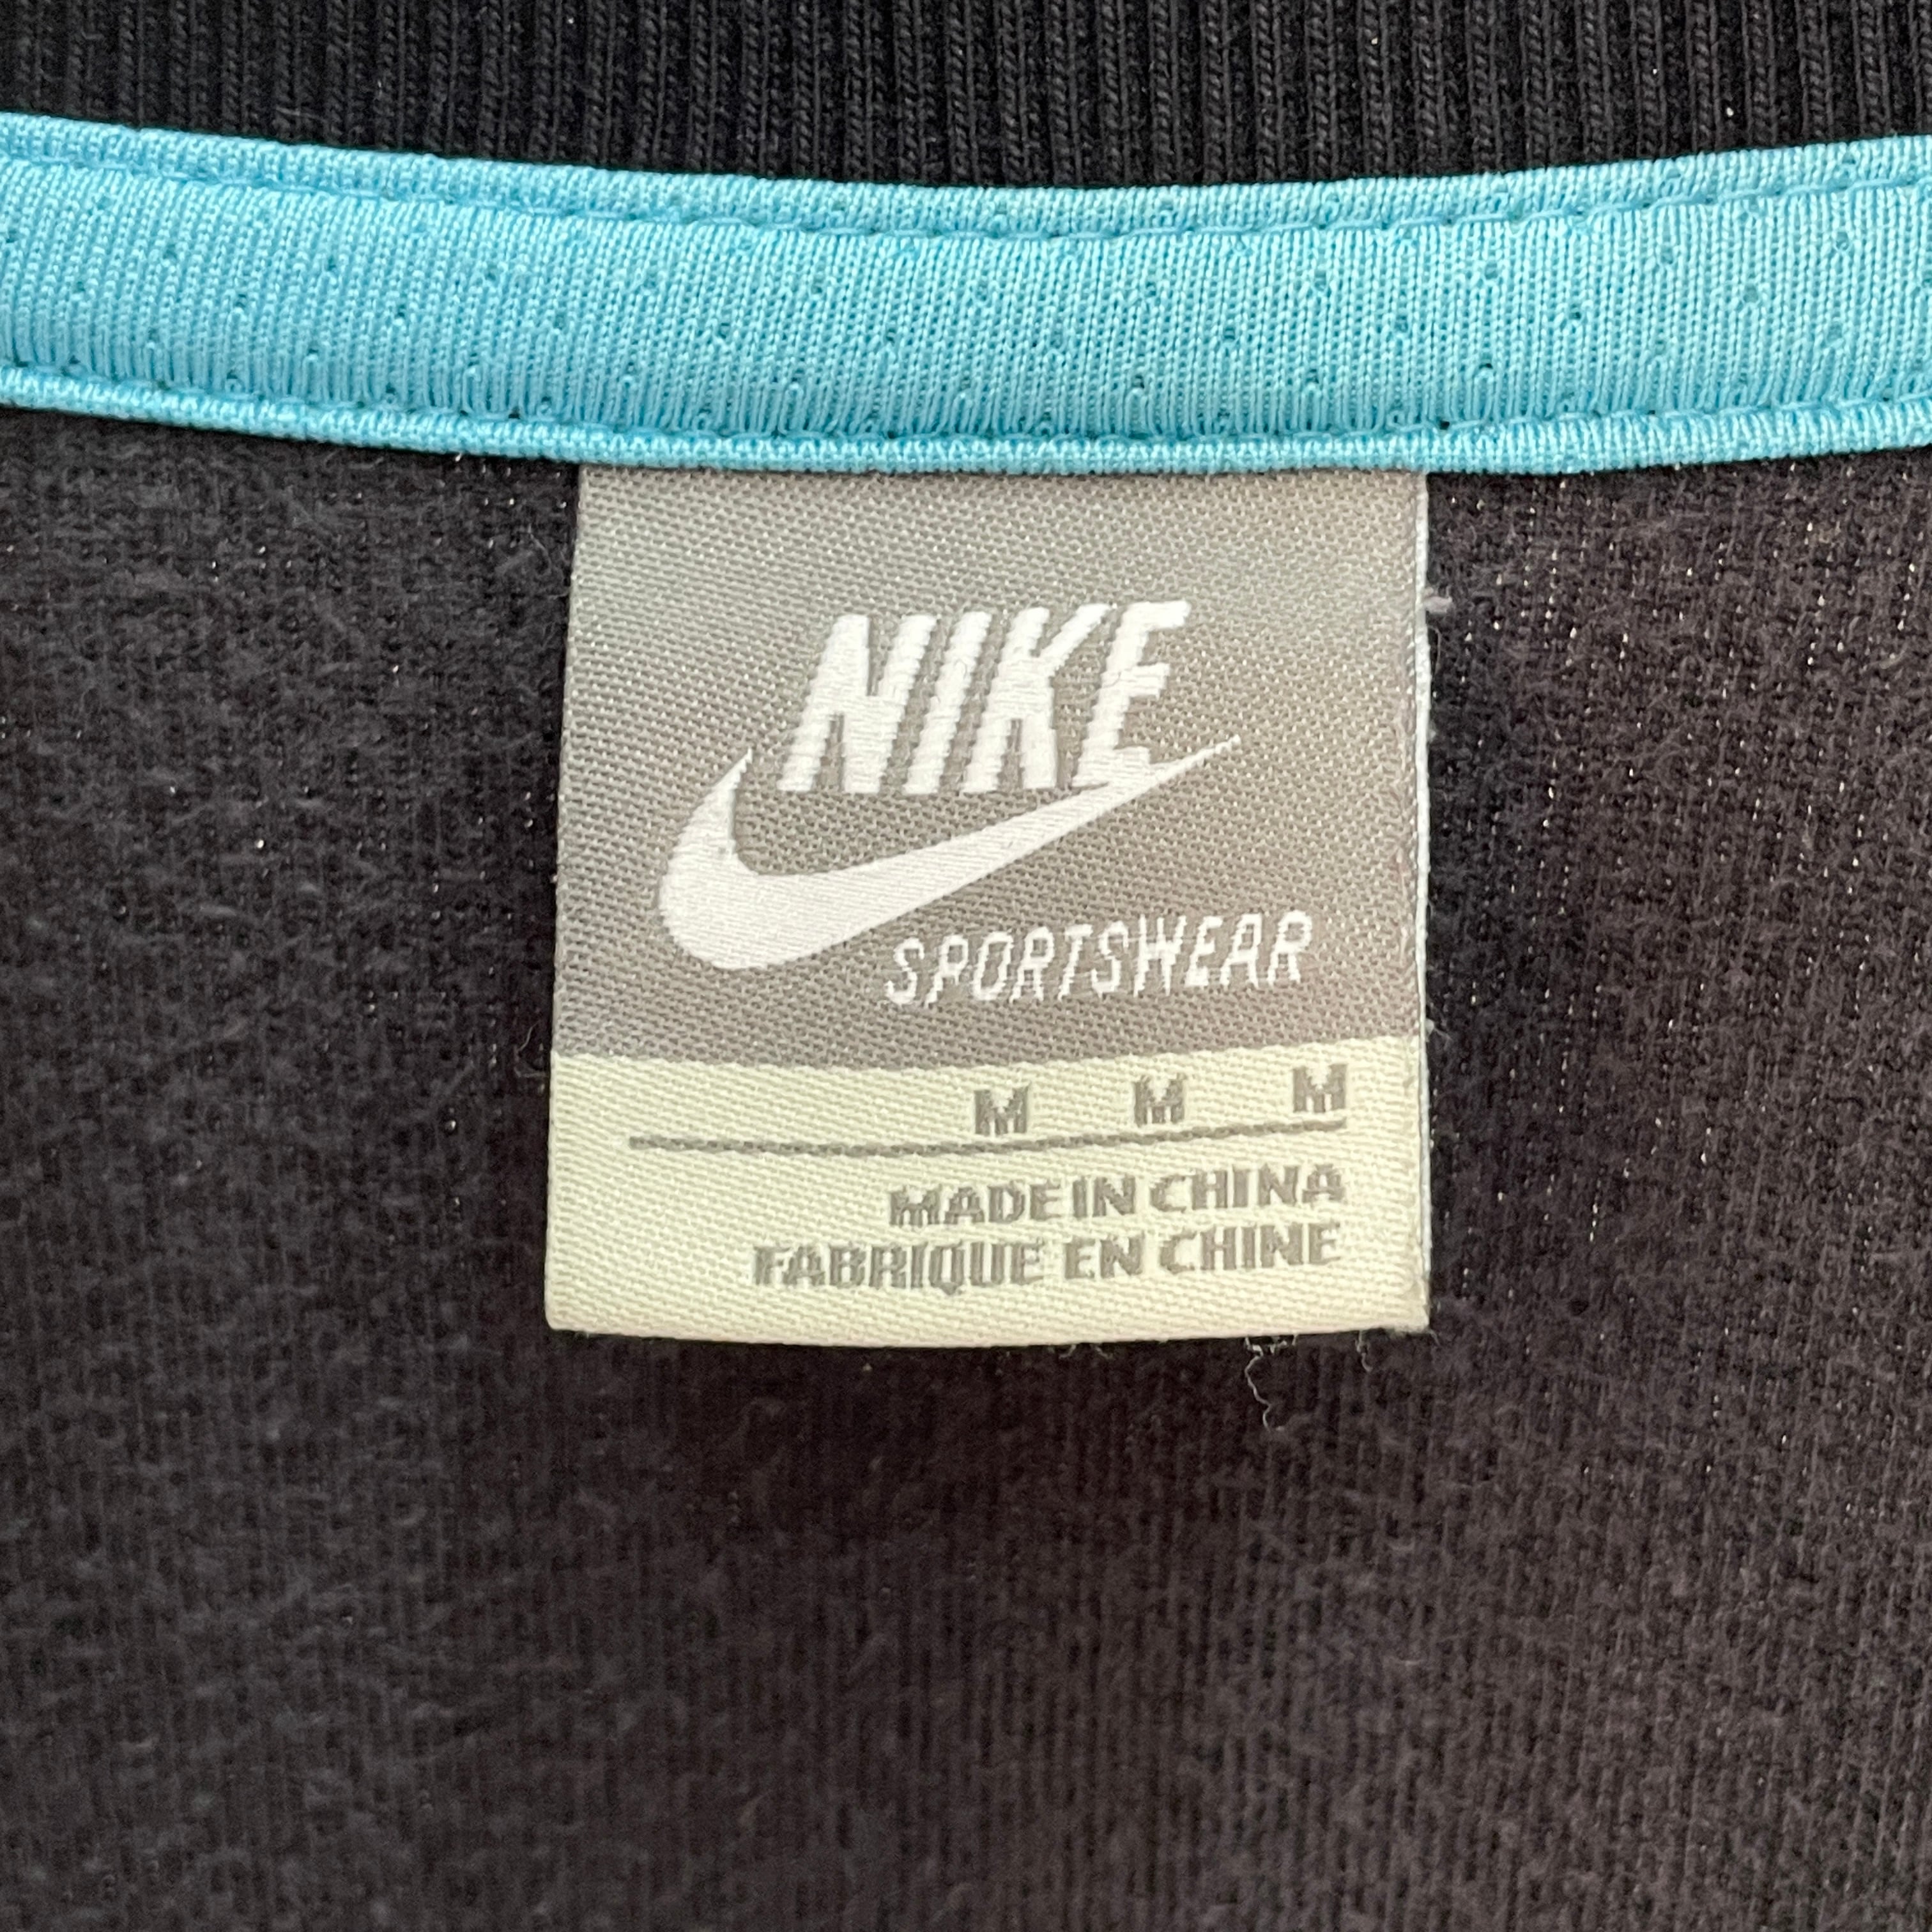 NIKE
SPORTSWEAR
M M M
MADE IN CHINA
FABRIQUE EN CHINE